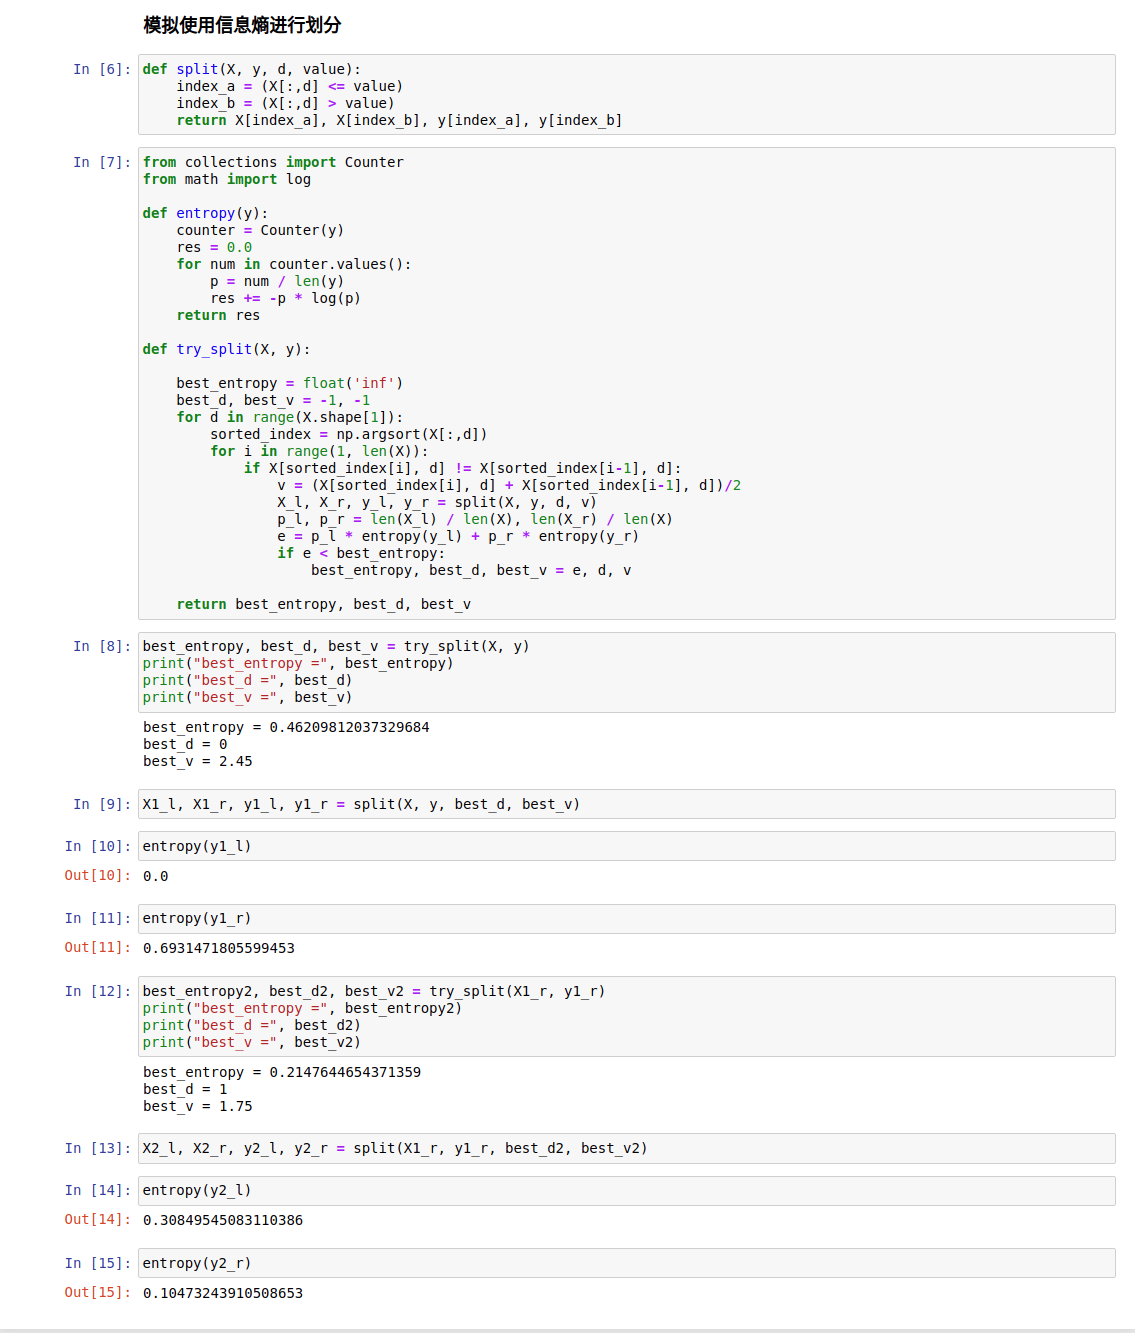 模拟使用信息熵进行划分
In [6]: def split(X, y, d, value):
    index_a = (X[:,d] <= value)
    index_b = (X[:,d] > value)
    return X[index_a], X[index_b], y[index_a], y[index_b]
In [7]: from collections import Counter
from math import log
def entropy(y):
    counter = Counter(y)
    res = 0.0
    for num in counter.values():
        p = num / len(y)
        res += -p * log(p)
    return res
def try_split(X, y):
    best_entropy = float('inf')
    best_d, best_v = -1, -1
    for d in range(X.shape[1]):
        sorted_index = np.argsort(X[:,d])
        for i in range(1, len(X)):
            if X[sorted_index[i], d] != X[sorted_index[i-1], d]:
                v = (X[sorted_index[i], d] + X[sorted_index[i-1], d])/2
                X_l, X_r, y_l, y_r = split(X, y, d, v)
                p_l, p_r = len(X_l) / len(X), len(X_r) / len(X)
                e = p_l * entropy(y_l) + p_r * entropy(y_r)
                if e < best_entropy:
                    best_entropy, best_d, best_v = e, d, v
    return best_entropy, best_d, best_v
In [8]: best_entropy, best_d, best_v = try_split(X, y)
print("best_entropy =", best_entropy)
print("best_d =", best_d)
print("best_v =", best_v)
best_entropy = 0.46209812037329684
best_d = 0
best_v = 2.45
In [9]: X1_l, X1_r, y1_l, y1_r = split(X, y, best_d, best_v)
In [10]: entropy(y1_l)
Out[10]: 0.0
In [11]: entropy(y1_r)
Out[11]: 0.6931471805599453
In [12]: best_entropy2, best_d2, best_v2 = try_split(X1_r, y1_r)
print("best_entropy =", best_entropy2)
print("best_d =", best_d2)
print("best_v =", best_v2)
best_entropy = 0.2147644654371359
best_d = 1
best_v = 1.75
In [13]: X2_l, X2_r, y2_l, y2_r = split(X1_r, y1_r, best_d2, best_v2)
In [14]: entropy(y2_l)
Out[14]: 0.30849545083110386
In [15]: entropy(y2_r)
Out[15]: 0.10473243910508653